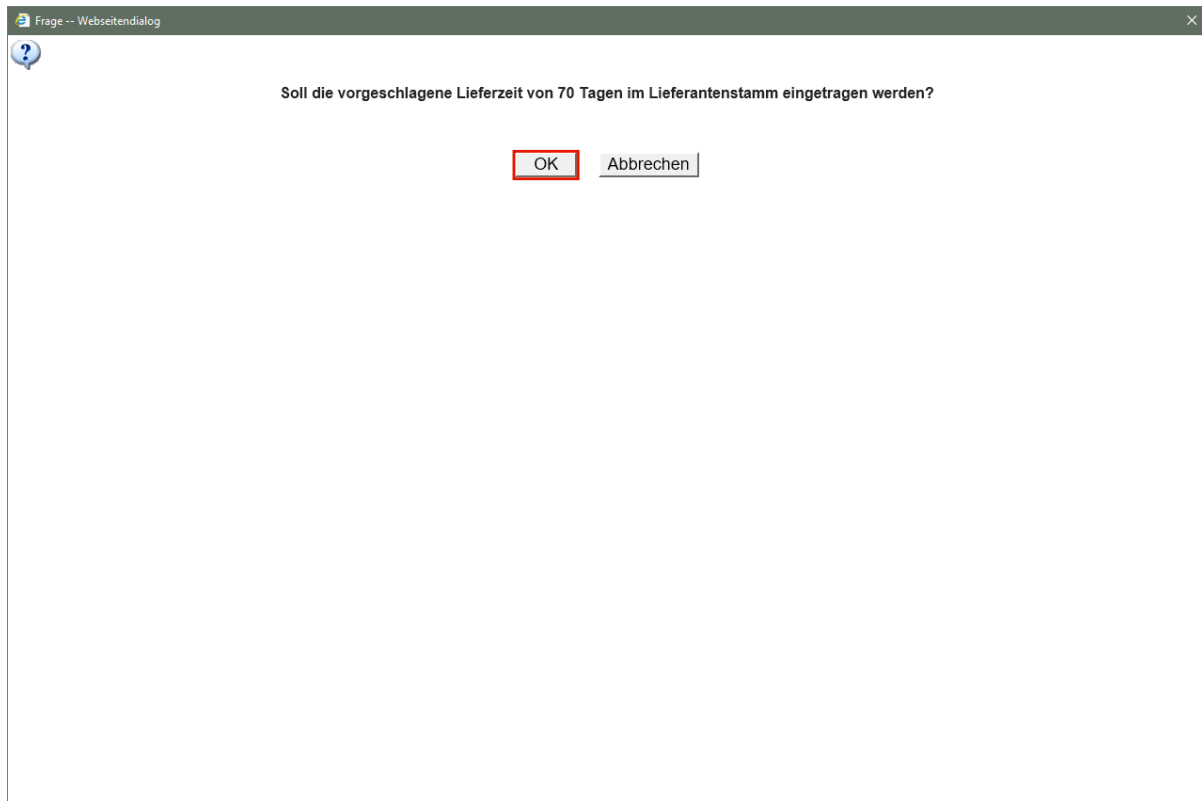 Frage -- Webseitendialog
Soll die vorgeschlagene Lieferzeit von 70 Tagen im Lieferantenstamm eingetragen werden?
OK
Abbrechen